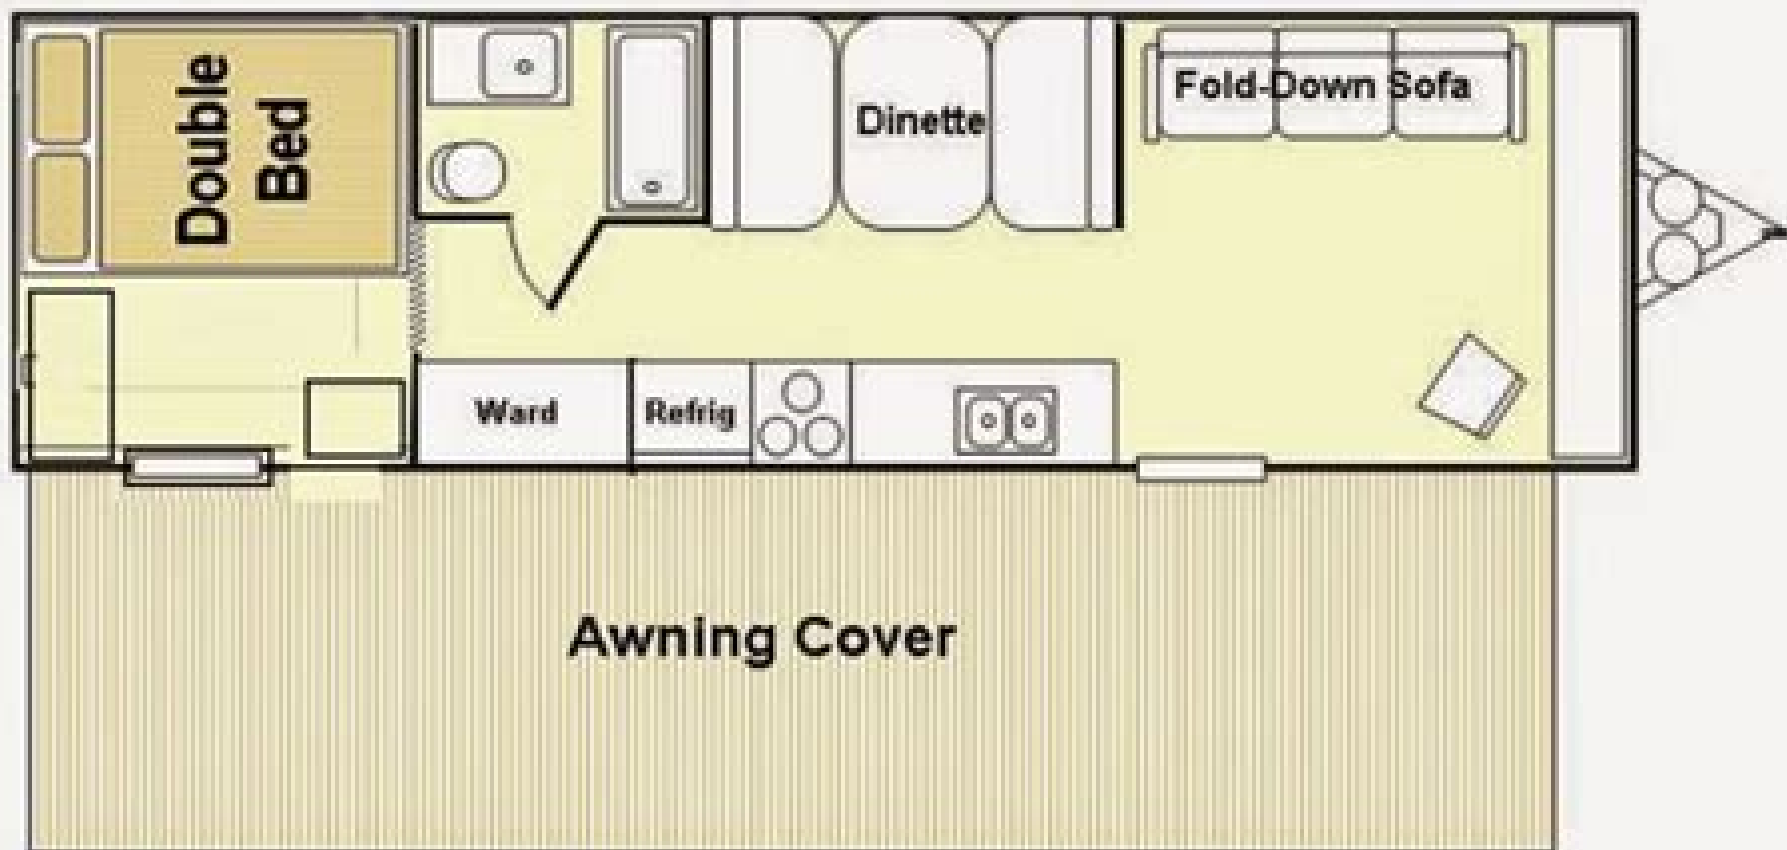 Double
Bed
Dinette
Fold-Down Sofa
Ward
Refrig
Awning Cover